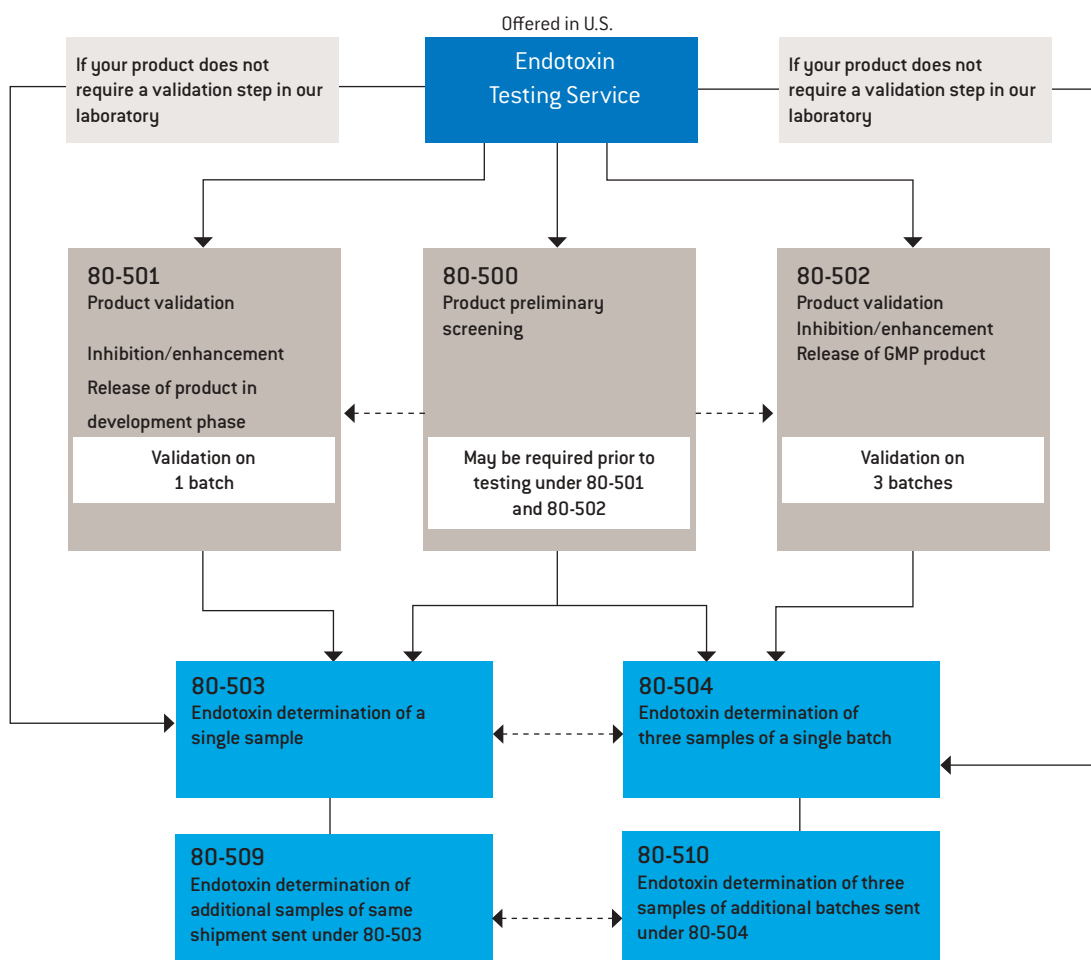 Offered in U.S.
If your product does not
require a validation step in our
laboratory
Endotoxin
Testing Service
If your product does not
require a validation step in our
laboratory
80-501
Product validation
Inhibition/enhancement
Release of product in
development phase
Validation on
1 batch
80-500
Product preliminary
screening
May be required prior to
testing under 80-501
and 80-502
80-502
Product validation
Inhibition/enhancement
Release of GMP product
Validation on
3 batches
80-503
Endotoxin determination of a
single sample
80-504
Endotoxin determination of
three samples of a single batch
80-509
Endotoxin determination of
additional samples of same
shipment sent under 80-503
80-510
Endotoxin determination of three
samples of additional batches sent
under 80-504